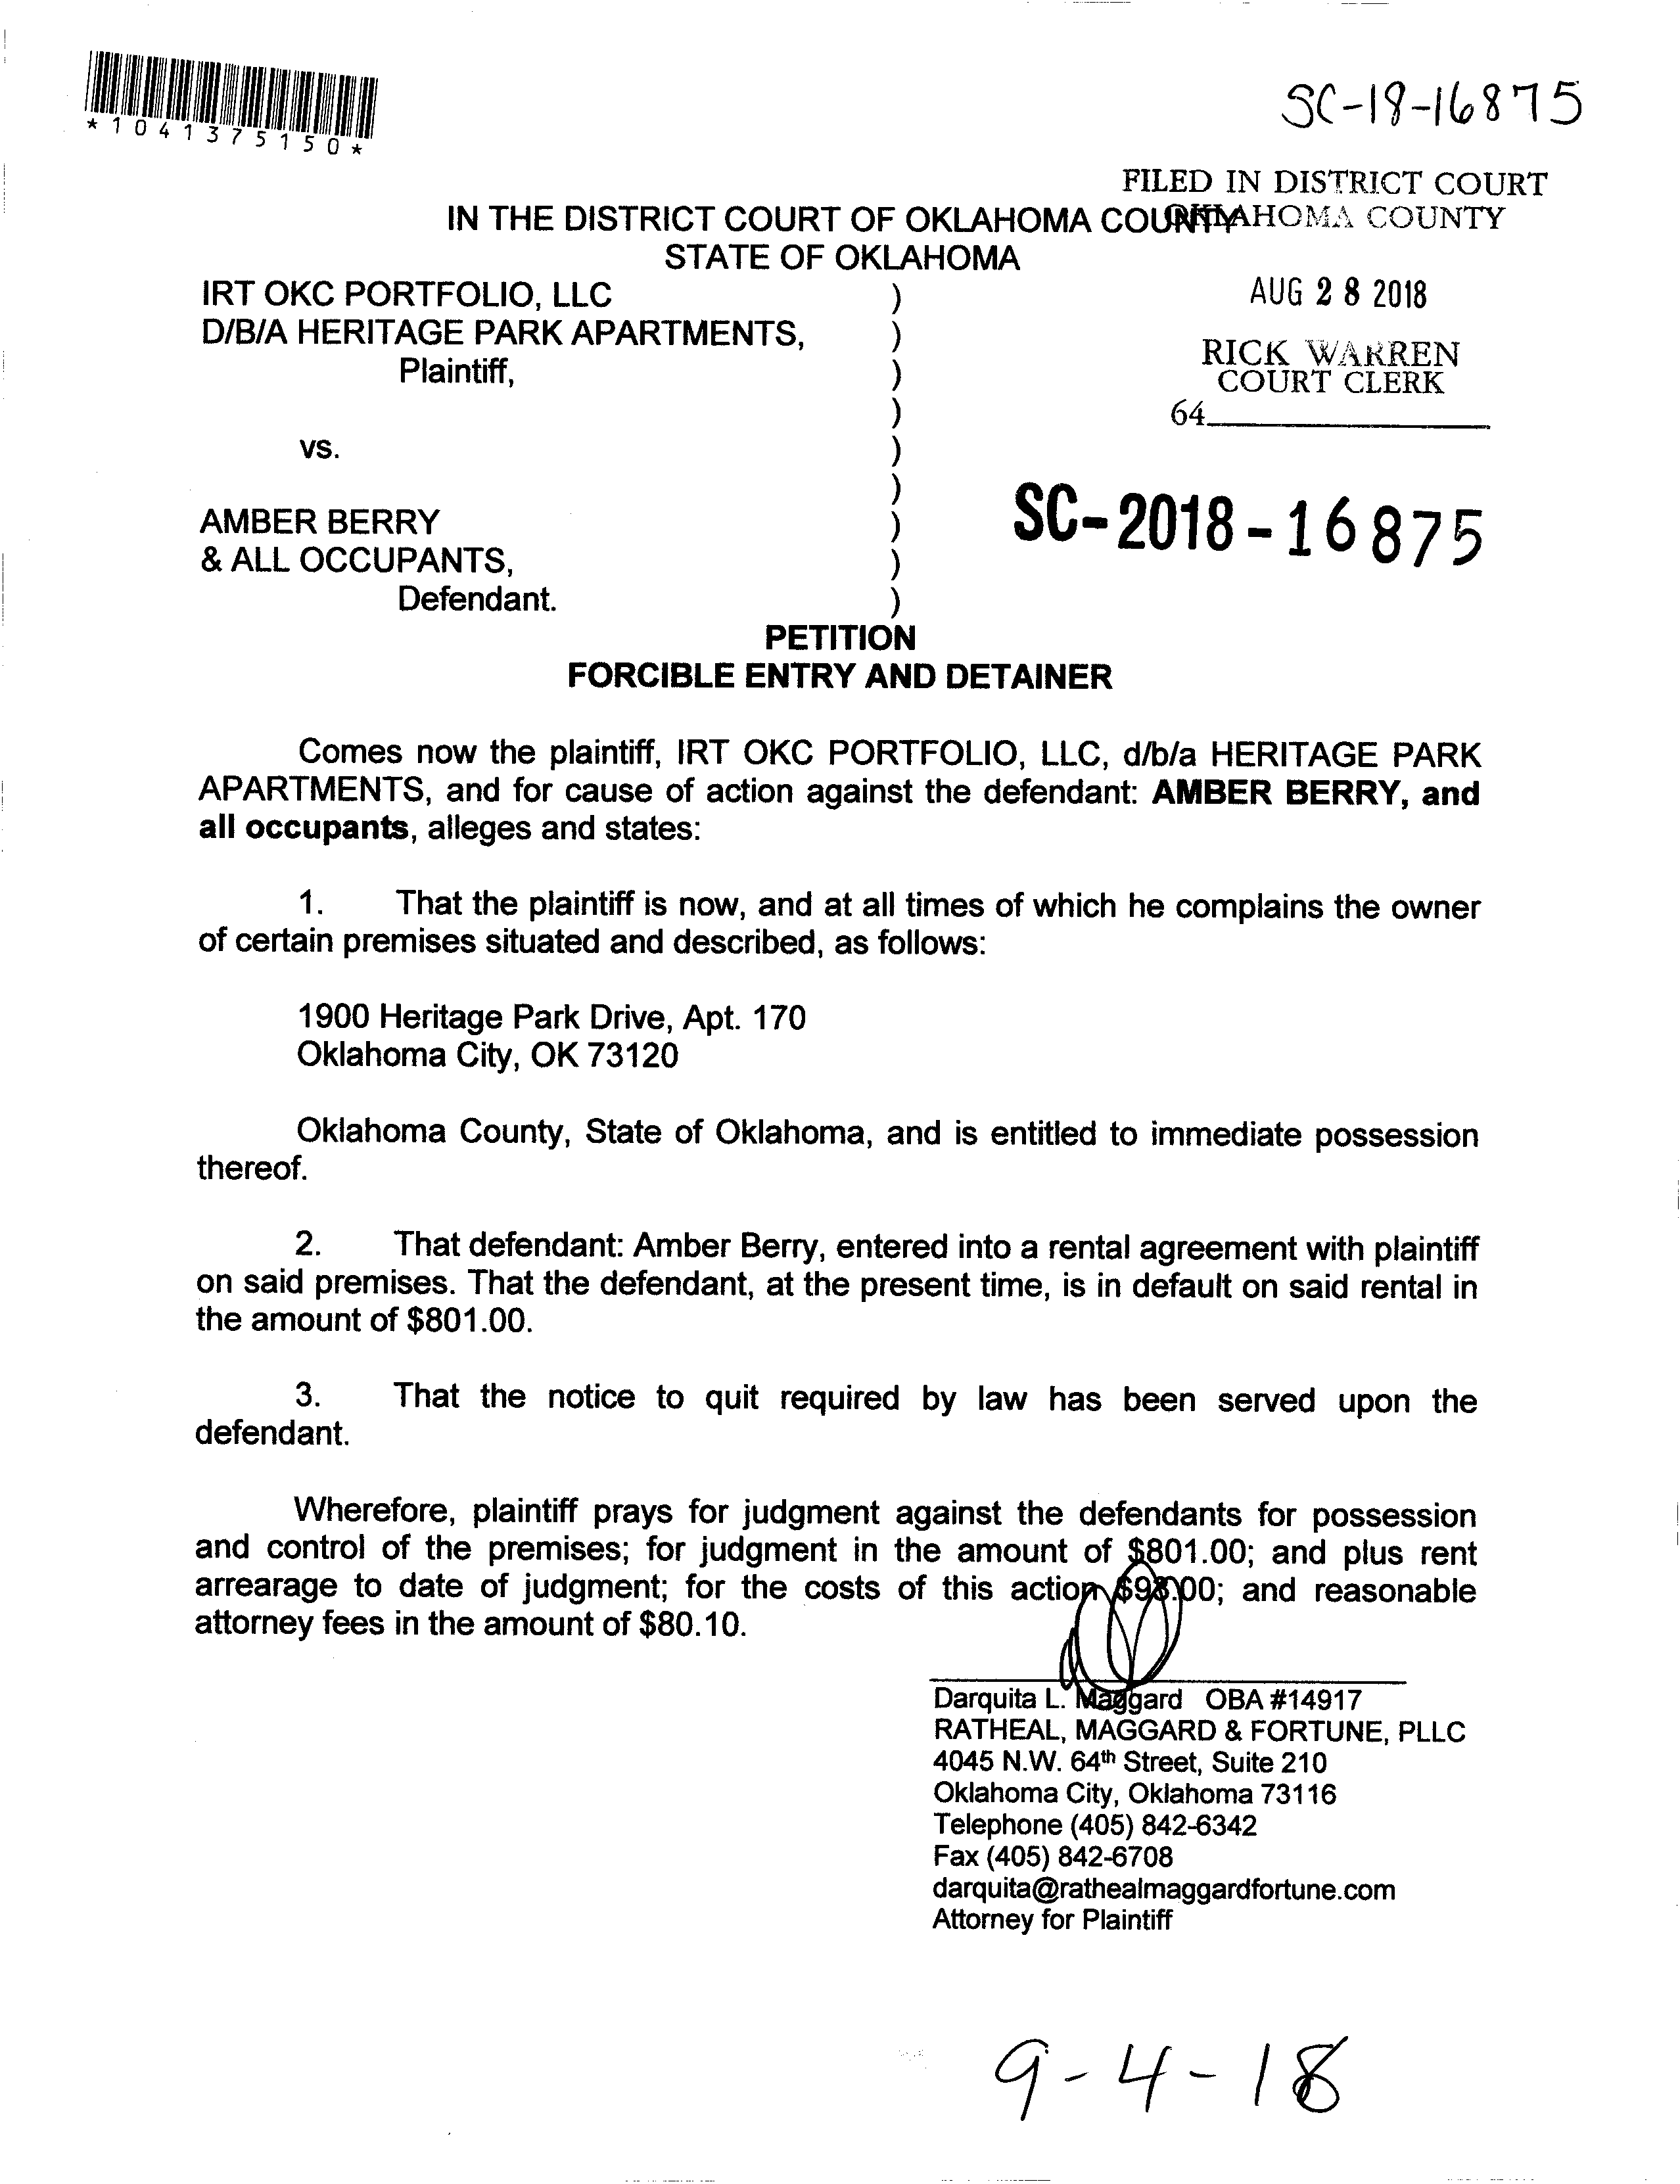 *1041375150*
SC-18-16875
FILED IN DISTRICT COURT
OKLAHOMA COUNTY
IN THE DISTRICT COURT OF OKLAHOMA COUNTY
STATE OF OKLAHOMA
AUG 28 2018
RICK WARREN
COURT CLERK
64
IRT OKC PORTFOLIO, LLC )
D/B/A HERITAGE PARK APARTMENTS, )
Plaintiff, )
)
vs. )
)
AMBER BERRY )
& ALL OCCUPANTS, )
Defendant. )
SC-2018-16875
PETITION
FORCIBLE ENTRY AND DETAINER
Comes now the plaintiff, IRT OKC PORTFOLIO, LLC, d/b/a HERITAGE PARK
APARTMENTS, and for cause of action against the defendant: AMBER BERRY, and
all occupants, alleges and states:
1. That the plaintiff is now, and at all times of which he complains the owner
of certain premises situated and described, as follows:
1900 Heritage Park Drive, Apt. 170
Oklahoma City, OK 73120
Oklahoma County, State of Oklahoma, and is entitled to immediate possession
thereof.
2. That defendant: Amber Berry, entered into a rental agreement with plaintiff
on said premises. That the defendant, at the present time, is in default on said rental in
the amount of $801.00.
3. That the notice to quit required by law has been served upon the
defendant.
Wherefore, plaintiff prays for judgment against the defendants for possession
and control of the premises; for judgment in the amount of $801.00; and plus rent
arrearage to date of judgment; for the costs of this action $98.00; and reasonable
attorney fees in the amount of $80.10.
Darquita L. Maggard OBA #14917
RATHEAL, MAGGARD & FORTUNE, PLLC
4045 N.W. 64th Street, Suite 210
Oklahoma City, Oklahoma 73116
Telephone (405) 842-6342
Fax (405) 842-6708
darquita@rathealmaggardfortune.com
Attorney for Plaintiff
9-4-18